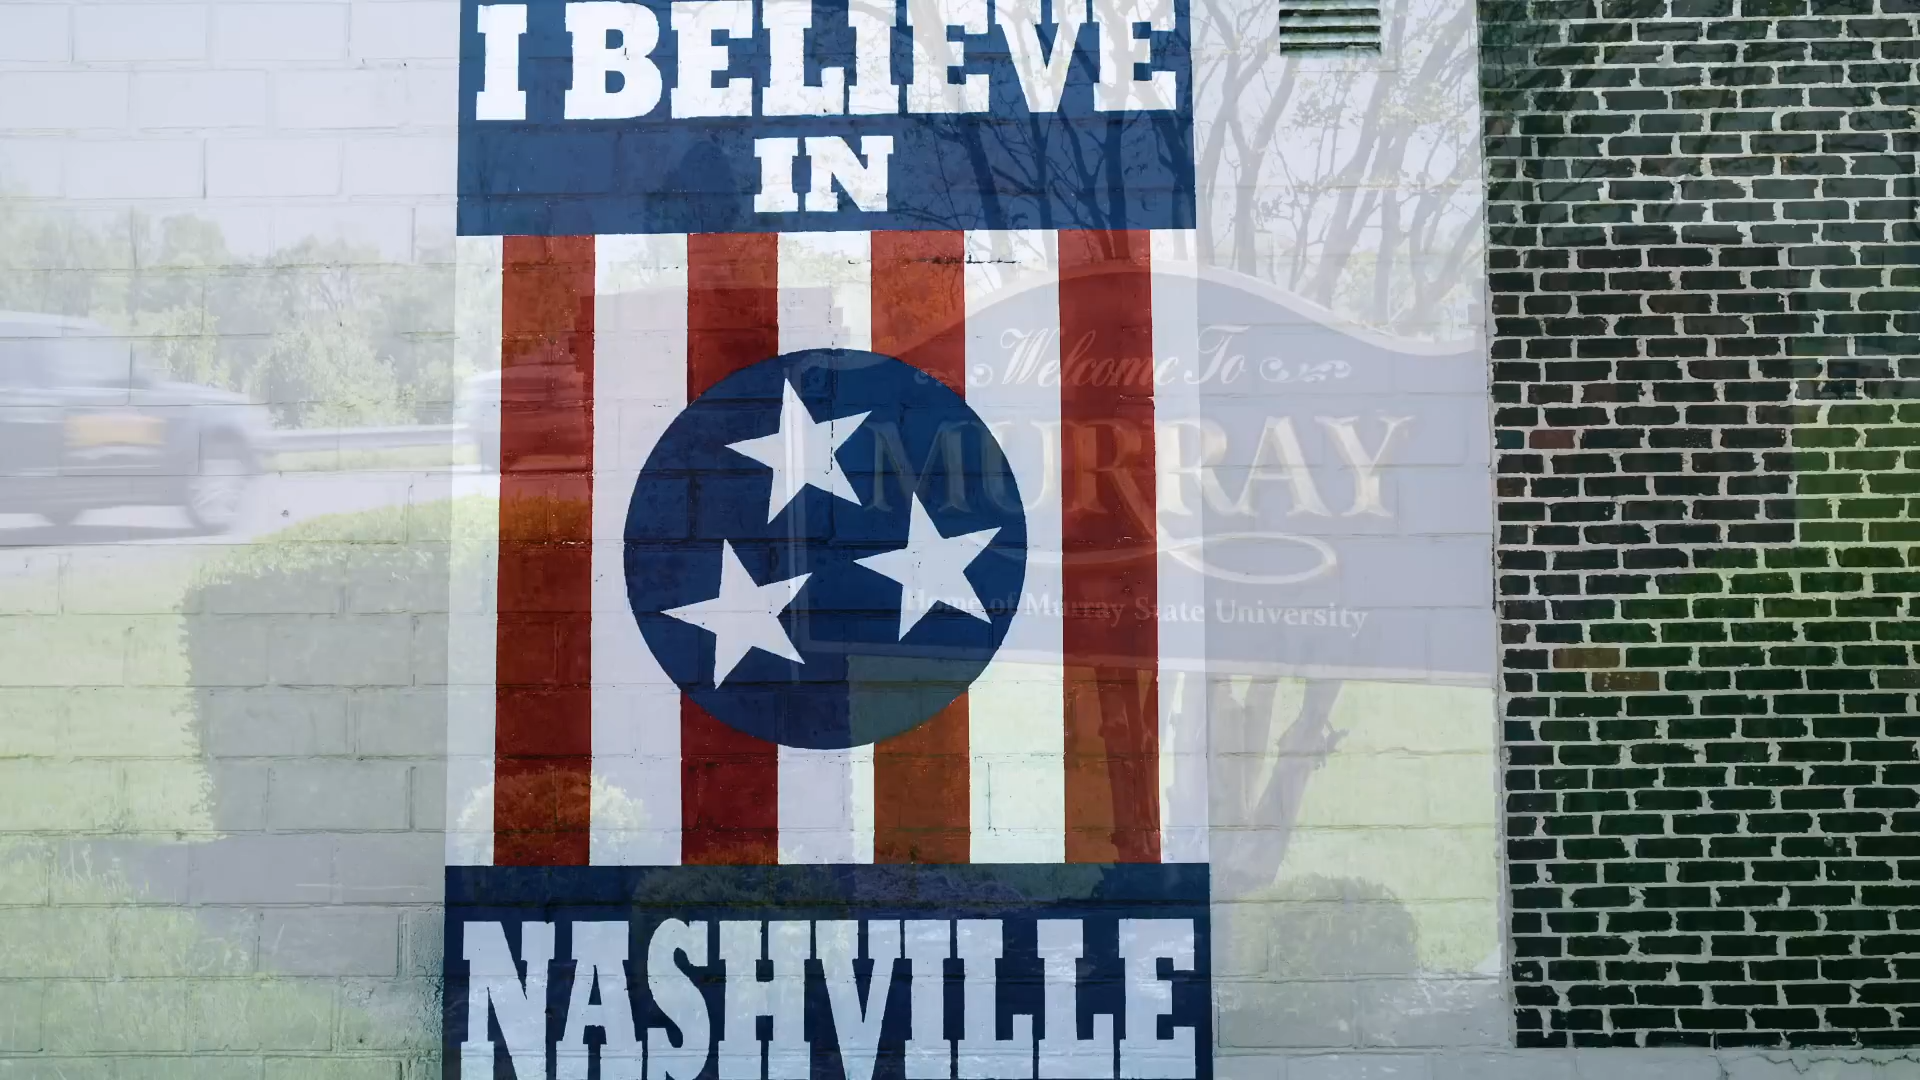 I BELIEVE
IN
Welcome To
MURRAY
Home of Murray State University
NASHVILLE